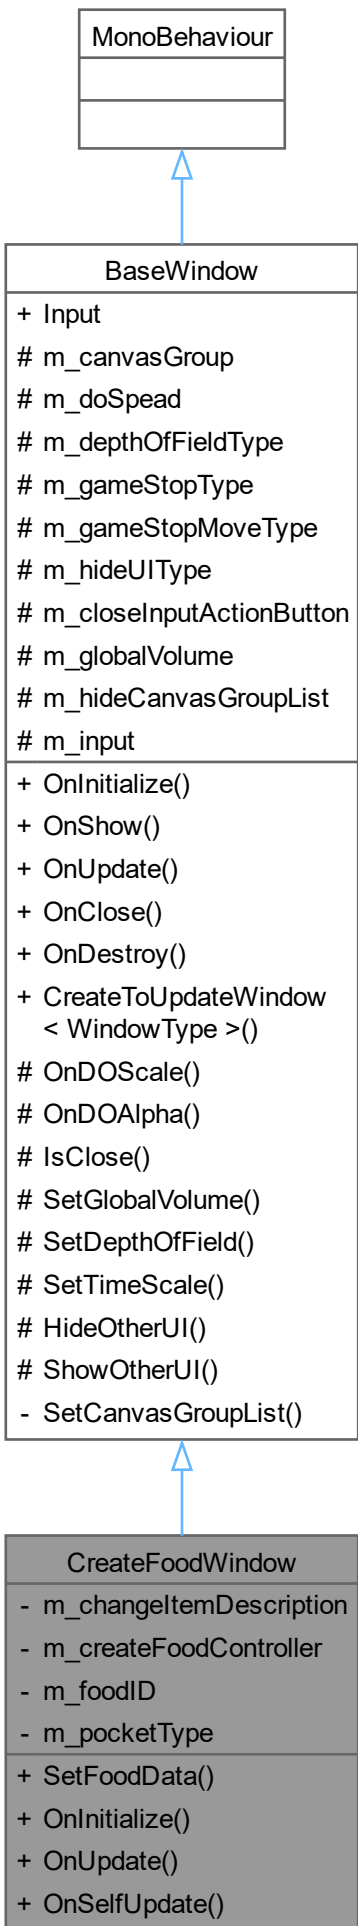 MonoBehaviour
BaseWindow
+ Input
# m_canvasGroup
# m_doSpead
# m_depthOfFieldType
# m_gameStopType
# m_gameStopMoveType
# m_hideUIType
# m_closeInputActionButton
# m_globalVolume
# m_hideCanvasGroupList
# m_input
+ OnInitialize()
+ OnShow()
+ OnUpdate()
+ OnClose()
+ OnDestroy()
+ CreateToUpdateWindow
< WindowType >()
# OnDOScale()
# OnDOAlpha()
# IsClose()
# SetGlobalVolume()
# SetDepthOfField()
# SetTimeScale()
# HideOtherUI()
# ShowOtherUI()
- SetCanvasGroupList()
CreateFoodWindow
- m_changeItemDescription
- m_createFoodController
- m_foodID
- m_pocketType
+ SetFoodData()
+ OnInitialize()
+ OnUpdate()
+ OnSelfUpdate()